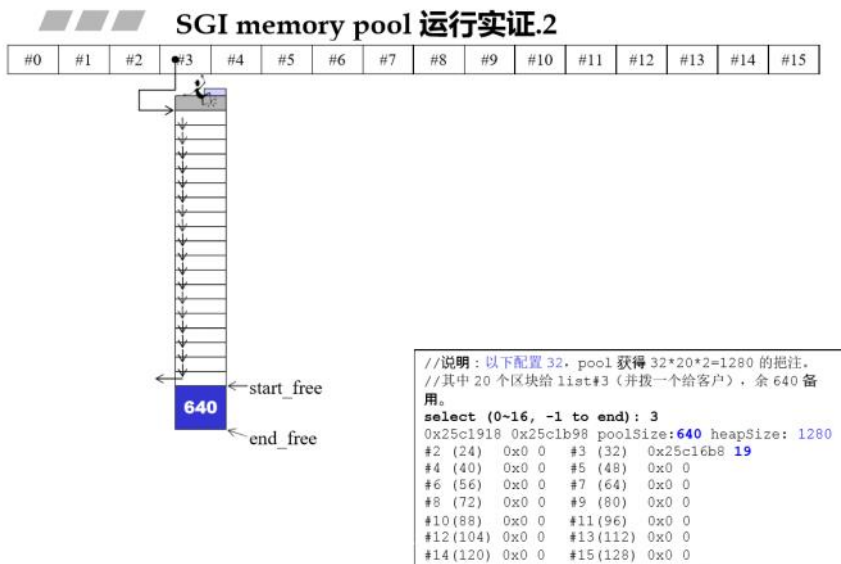 SGI memory pool 运行实证.2
#0 #1 #2 #3 #4 #5 #6 #7 #8 #9 #10 #11 #12 #13 #14 #15
start_free
640
end_free
//说明：以下配置 32，pool 获得 32*20*2=1280 的挹注。
//其中 20 个区块给 list#3（并拨一个给客户），余 640 备
用。
select (0~16, -1 to end): 3
0x25c1918 0x25c1b98 poolSize:640 heapSize: 1280
#2 (24) 0x0 0 #3 (32) 0x25c16b8 19
#4 (40) 0x0 0 #5 (48) 0x0 0
#6 (56) 0x0 0 #7 (64) 0x0 0
#8 (72) 0x0 0 #9 (80) 0x0 0
#10(88) 0x0 0 #11(96) 0x0 0
#12(104) 0x0 0 #13(112) 0x0 0
#14(120) 0x0 0 #15(128) 0x0 0